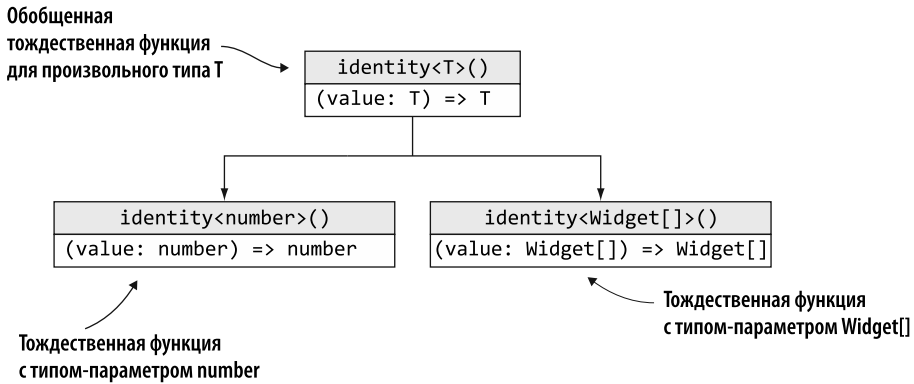 Обобщенная
тождественная функция
для произвольного типа T
identity<T>()
(value: T) => T
identity<number>()
(value: number) => number
identity<Widget[]>()
(value: Widget[]) => Widget[]
Тождественная функция
с типом-параметром number
Тождественная функция
с типом-параметром Widget[]